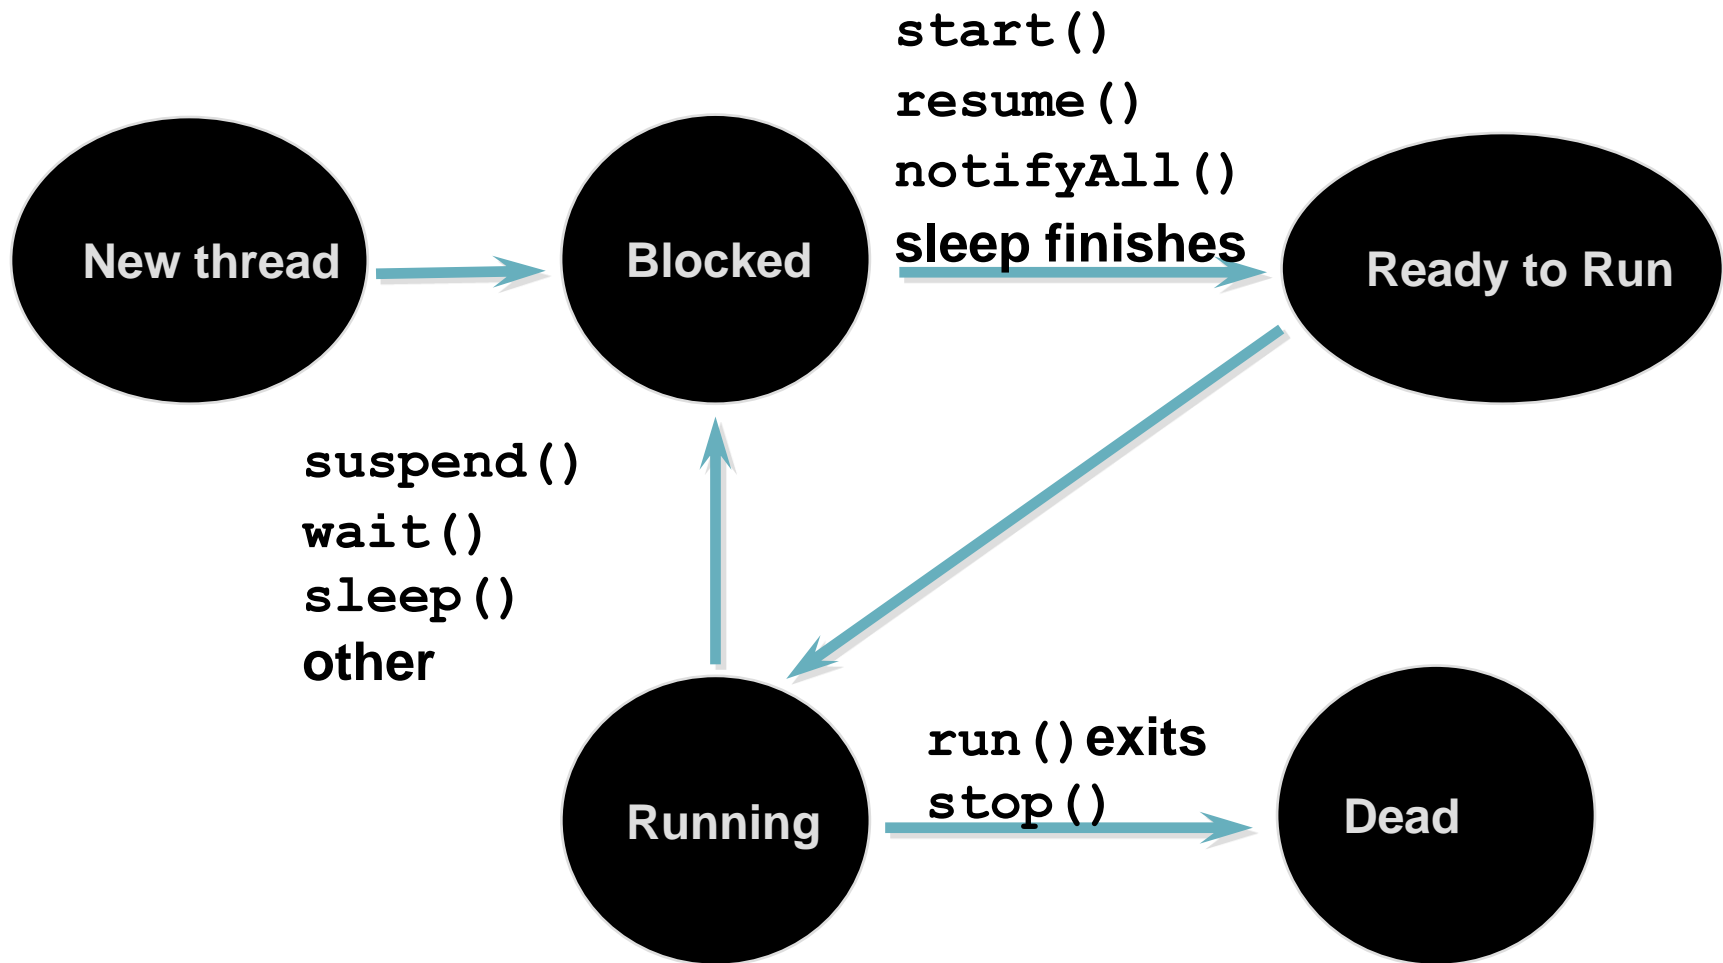 start()
resume()
notifyAll()
sleep finishes
New thread
Blocked
Ready to Run
suspend()
wait()
sleep()
other
run()exits
stop()
Running
Dead